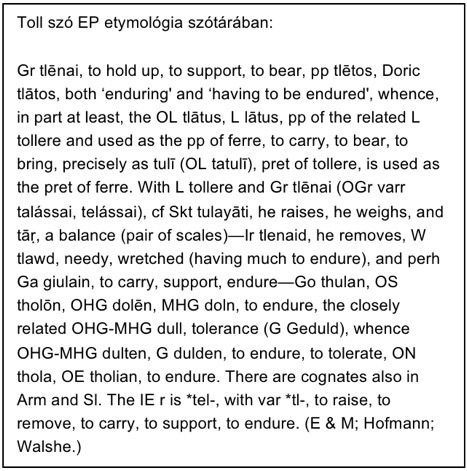 Toll szó EP etymológia szótárában:
Gr tlēnai, to hold up, to support, to bear, pp tlētos, Doric
tlātos, both ‘enduring' and ‘having to be endured', whence,
in part at least, the OL tlātus, L lātus, pp of the related L
tollere and used as the pp of ferre, to carry, to bear, to
bring, precisely as tulī (OL tatulī), pret of tollere, is used as
the pret of ferre. With L tollere and Gr tlēnai (OGr varr
talássai, telássai), cf Skt tulayāti, he raises, he weighs, and
tāṛ, a balance (pair of scales)—Ir tlenaid, he removes, W
tlawd, needy, wretched (having much to endure), and perh
Ga giulain, to carry, support, endure—Go thulan, OS
tholōn, OHG dolēn, MHG doln, to endure, the closely
related OHG-MHG dull, tolerance (G Geduld), whence
OHG-MHG dulten, G dulden, to endure, to tolerate, ON
thola, OE tholian, to endure. There are cognates also in
Arm and Sl. The IE r is *tel-, with var *tl-, to raise, to
remove, to carry, to support, to endure. (E & M; Hofmann;
Walshe.)